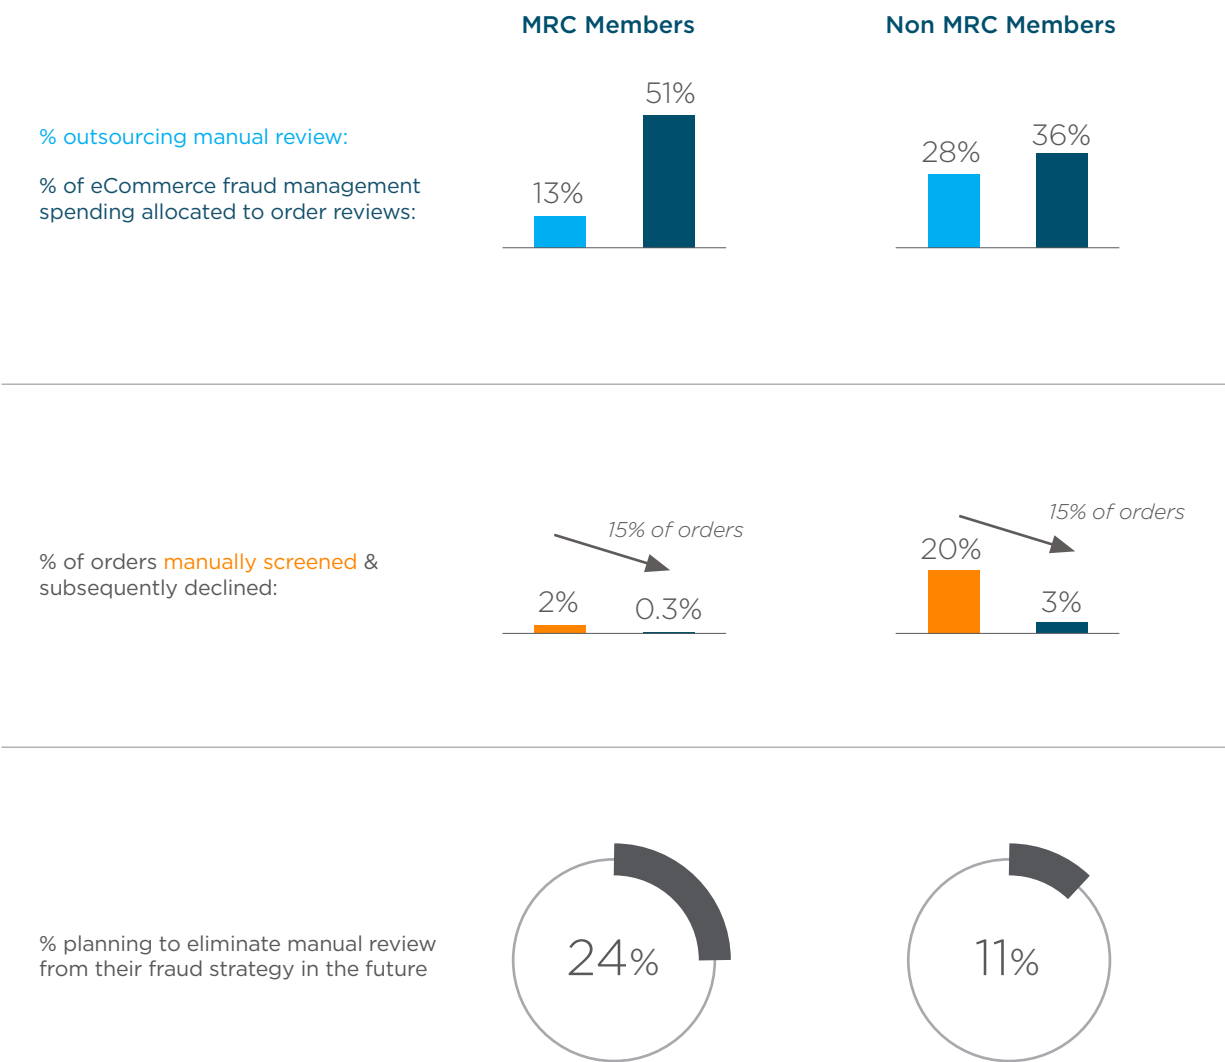 MRC Members
Non MRC Members
% outsourcing manual review:
% of eCommerce fraud management
spending allocated to order reviews:
13%
51%
28%
36%
% of orders manually screened &
subsequently declined:
15% of orders
2%
0.3%
15% of orders
20%
3%
% planning to eliminate manual review
from their fraud strategy in the future
24%
11%